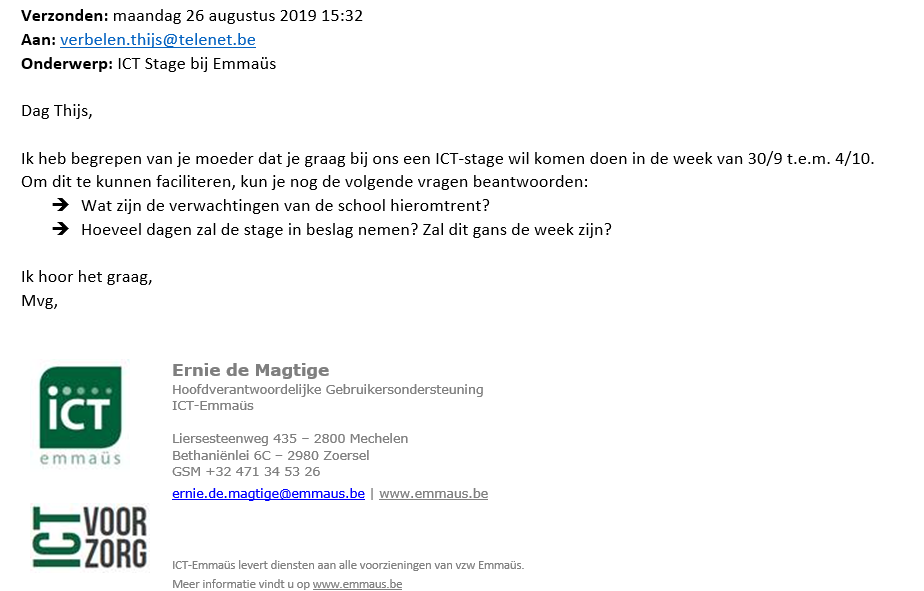 Verzonden: maandag 26 augustus 2019 15:32
Aan: verbelen.thijs@telenet.be
Onderwerp: ICT Stage bij Emmaüs
Dag Thijs,
Ik heb begrepen van je moeder dat je graag bij ons een ICT-stage wil komen doen in de week van 30/9 t.e.m. 4/10.
Om dit te kunnen faciliteren, kun je nog de volgende vragen beantwoorden:
➔ Wat zijn de verwachtingen van de school hieromtrent?
➔ Hoeveel dagen zal de stage in beslag nemen? Zal dit gans de week zijn?
Ik hoor het graag,
Mvg,
iCT
emmaüs
Ernie de Magtige
Hoofdverantwoordelijke Gebruikersondersteuning
ICT-Emmaüs
Liersesteenweg 435 – 2800 Mechelen
Bethaniënlei 6C – 2980 Zoersel
GSM +32 471 34 53 26
ernie.de.magtige@emmaus.be | www.emmaus.be
ICT VOOR
ZORG
ICT-Emmaüs levert diensten aan alle voorzieningen van vzw Emmaüs.
Meer informatie vindt u op www.emmaus.be